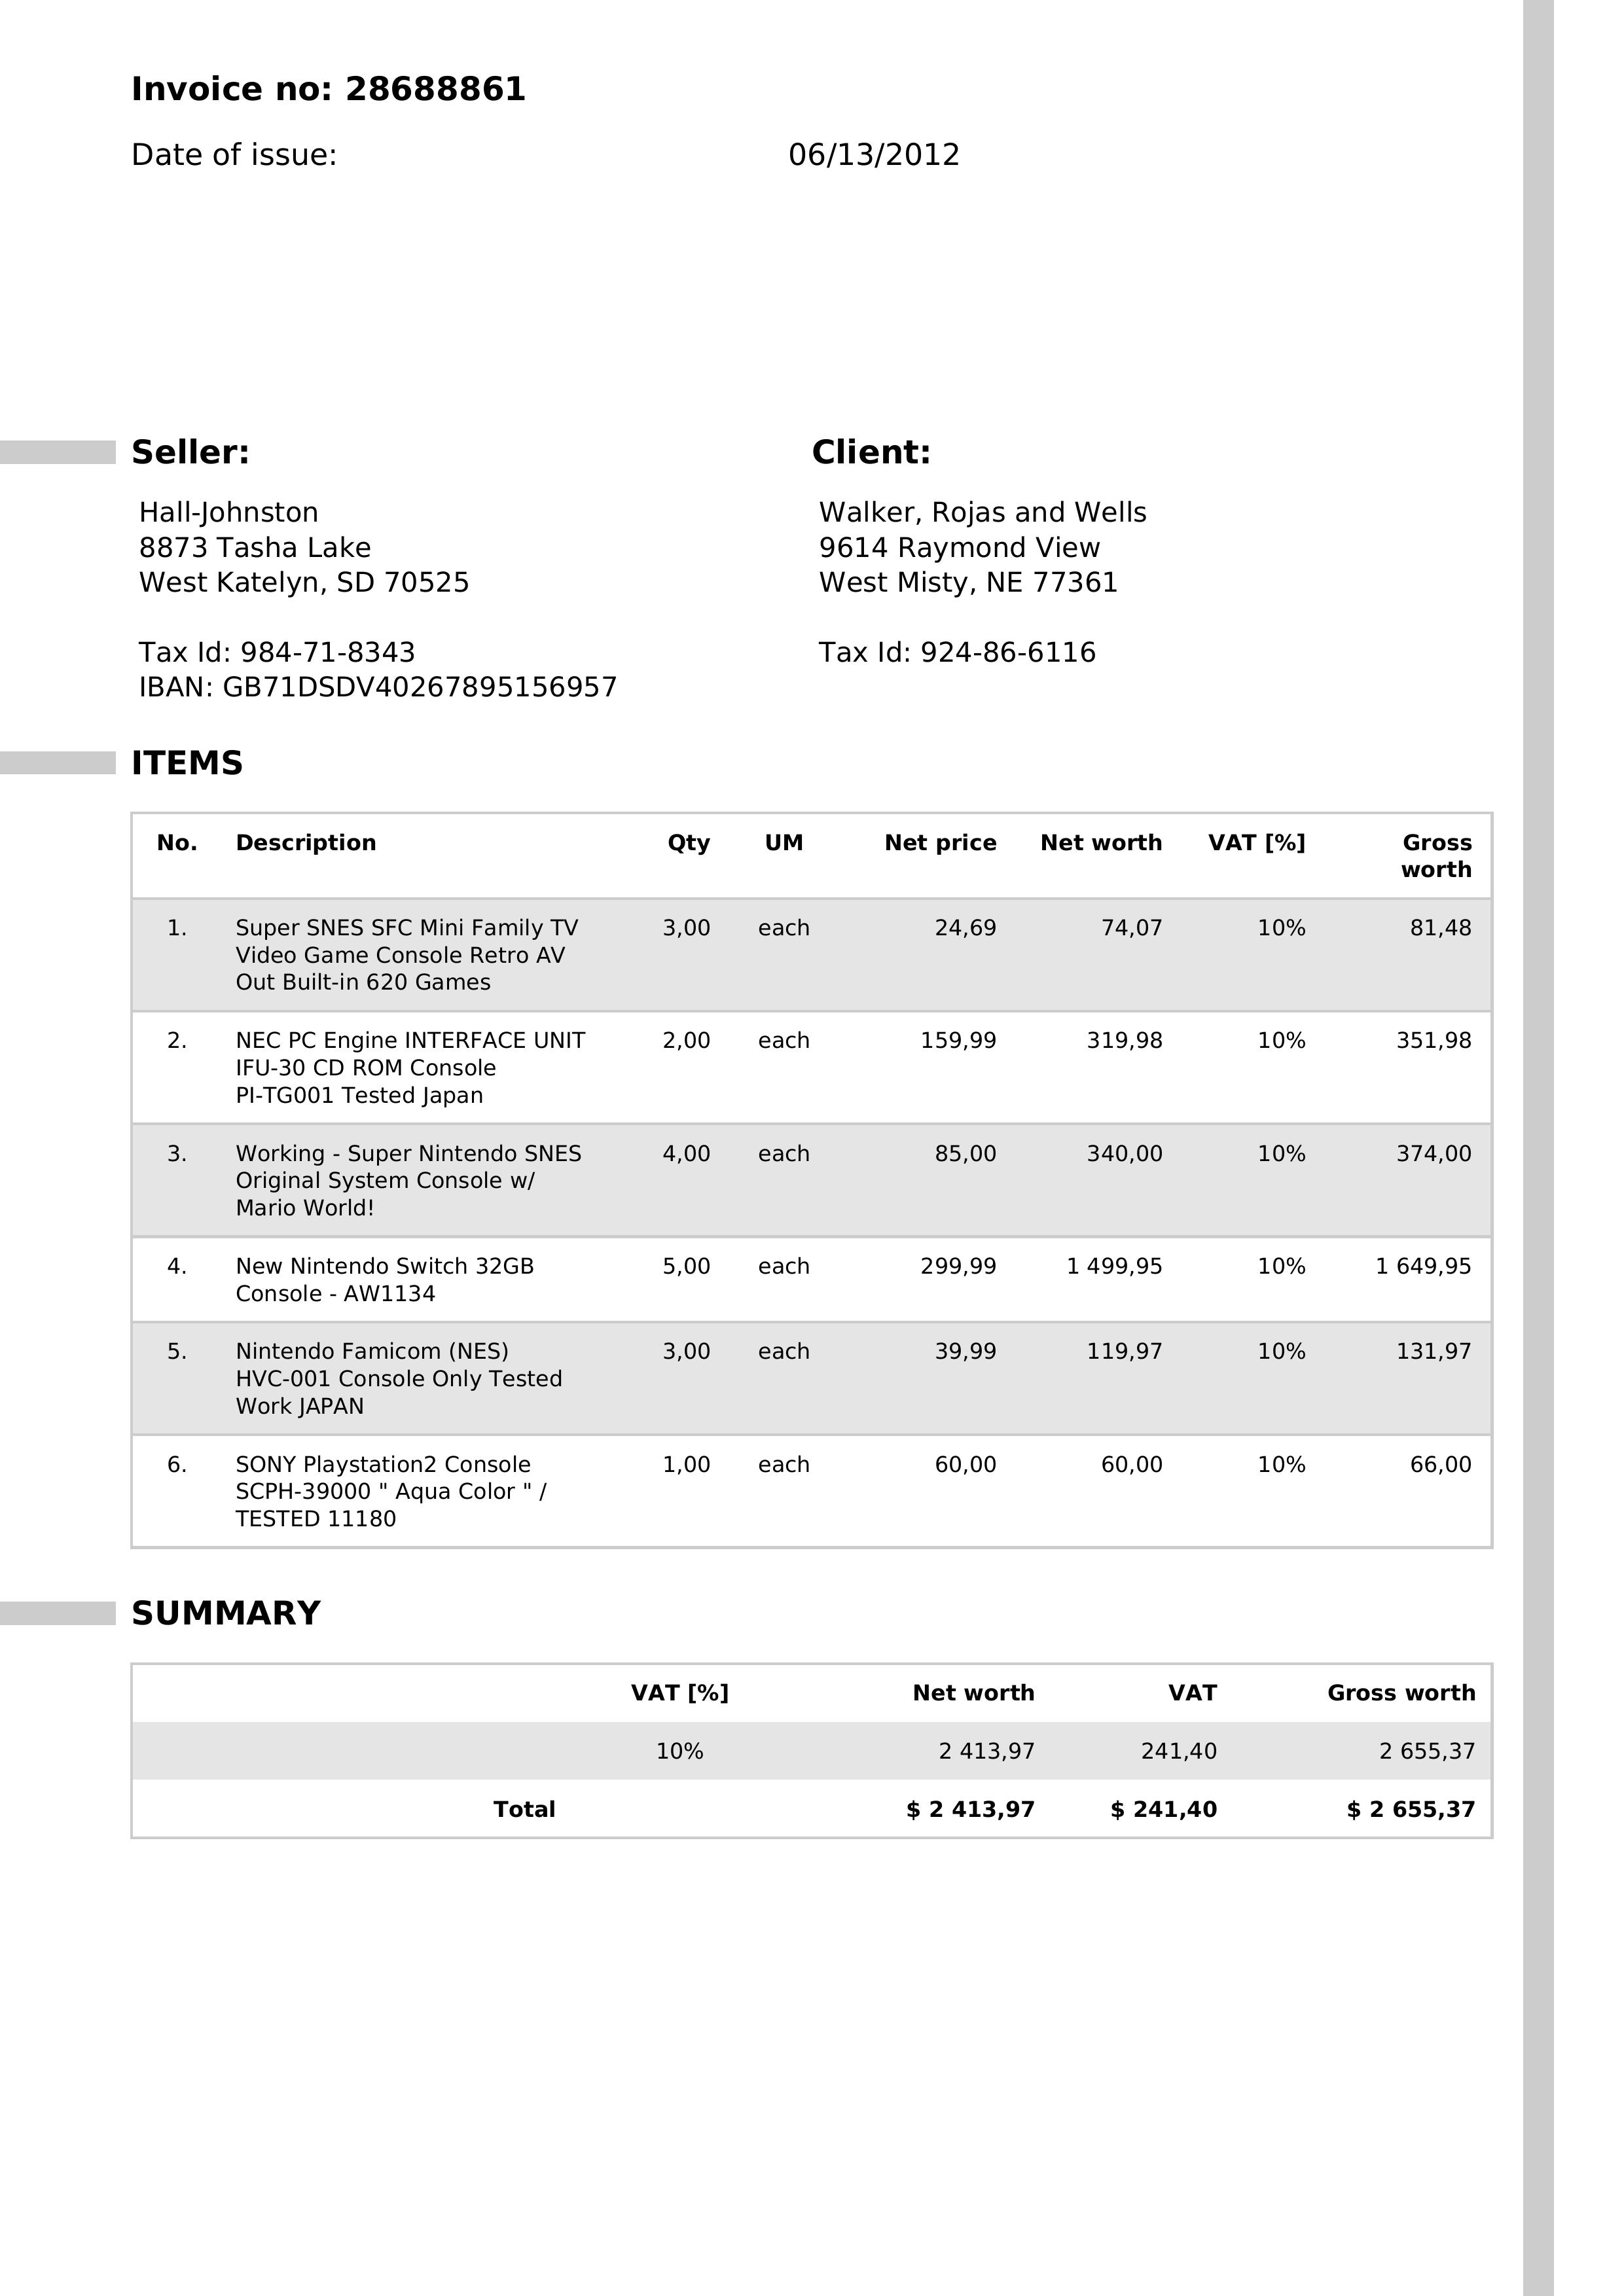 Invoice no: 28688861
Date of issue: 06/13/2012
Seller: Client:
Hall-Johnston Walker, Rojas and Wells
8873 Tasha Lake 9614 Raymond View
West Katelyn, SD 70525 West Misty, NE 77361
Tax Id: 984-71-8343 Tax Id: 924-86-6116
IBAN: GB71DSDV40267895156957
ITEMS
No. Description Qty UM Net price Net worth VAT [%] Gross
worth
1. Super SNES SFC Mini Family TV 3,00 each 24,69 74,07 10% 81,48
Video Game Console Retro AV
Out Built-in 620 Games
2. NEC PC Engine INTERFACE UNIT 2,00 each 159,99 319,98 10% 351,98
IFU-30 CD ROM Console
PI-TG001 Tested Japan
3. Working - Super Nintendo SNES 4,00 each 85,00 340,00 10% 374,00
Original System Console w/
Mario World!
4. New Nintendo Switch 32GB 5,00 each 299,99 1 499,95 10% 1 649,95
Console - AW1134
5. Nintendo Famicom (NES) 3,00 each 39,99 119,97 10% 131,97
HVC-001 Console Only Tested
Work JAPAN
6. SONY Playstation2 Console 1,00 each 60,00 60,00 10% 66,00
SCPH-39000 " Aqua Color " /
TESTED 11180
SUMMARY
VAT [%] Net worth VAT Gross worth
10% 2 413,97 241,40 2 655,37
Total $ 2 413,97 $ 241,40 $ 2 655,37